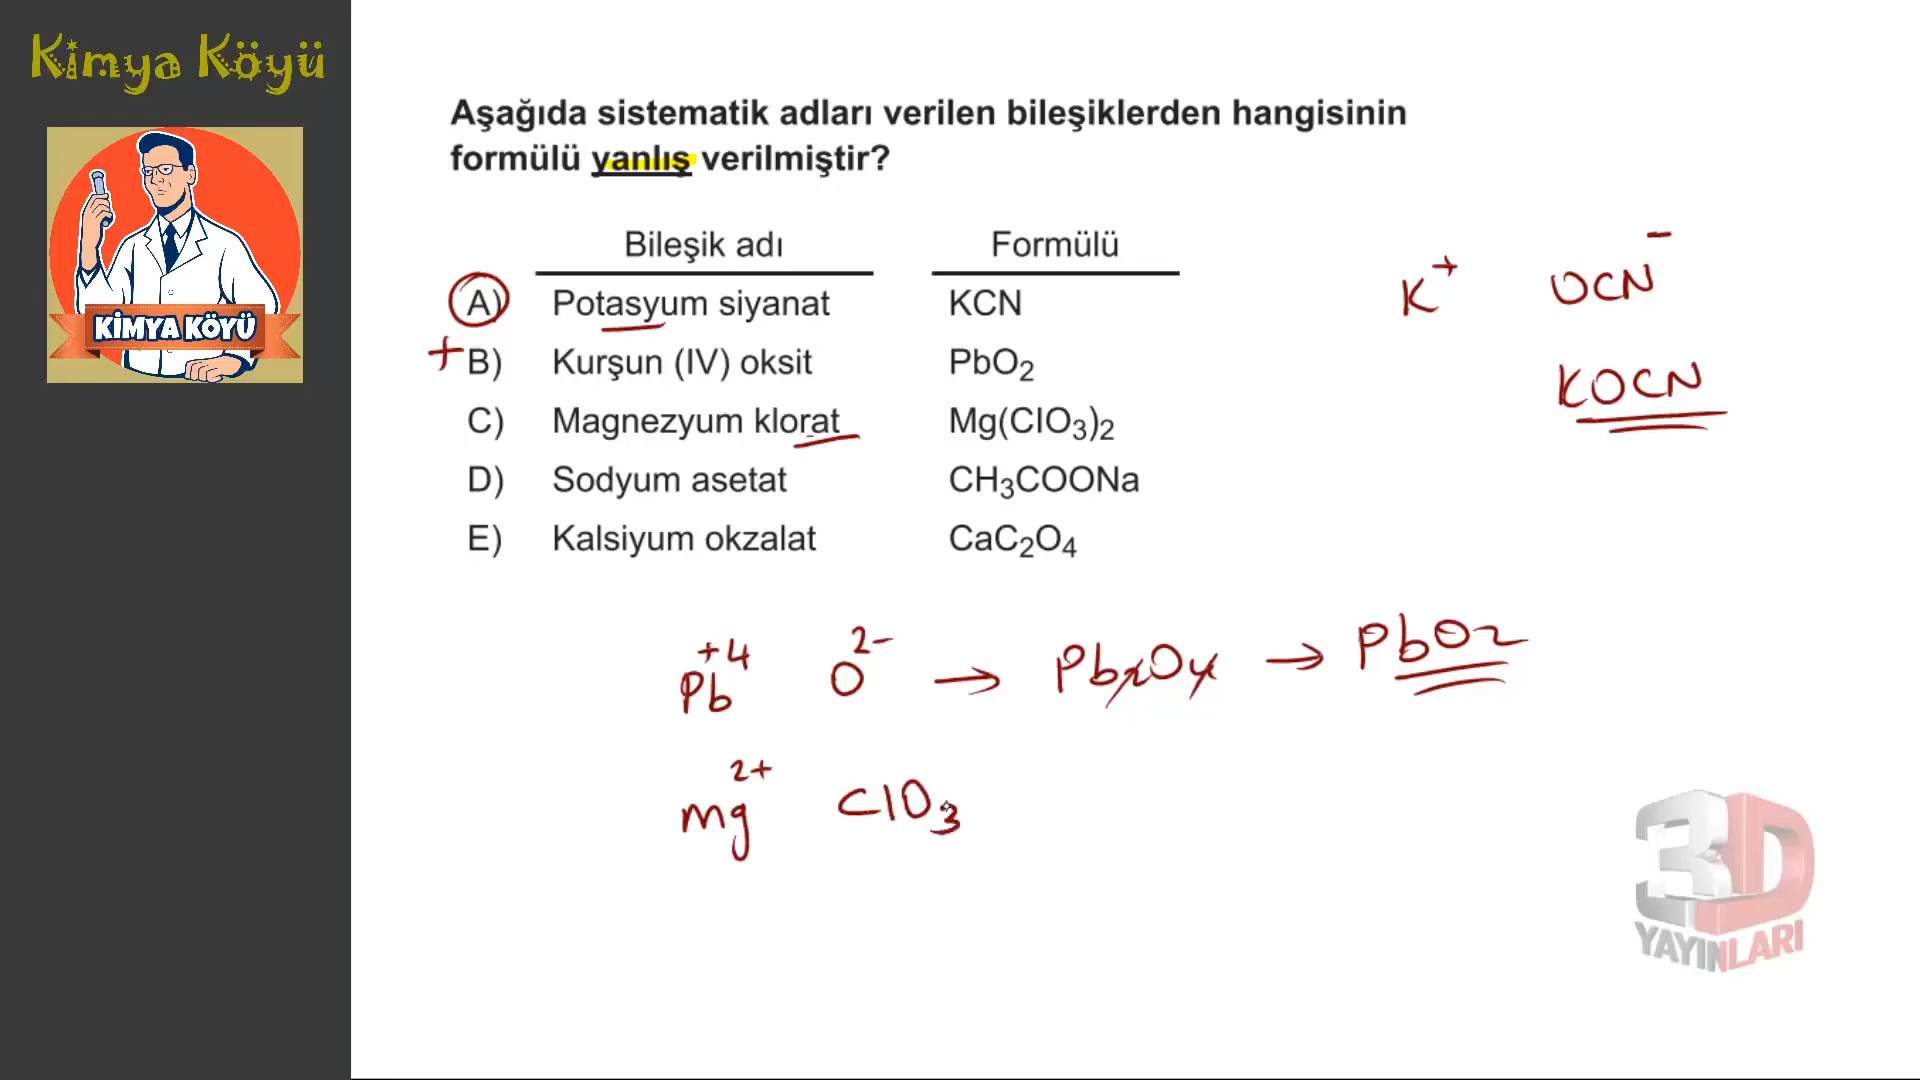 Kimya Köyü
KİMYA KÖYÜ
Aşağıda sistematik adları verilen bileşiklerden hangisinin
formülü yanlış verilmiştir?
Bileşik adı Formülü
A) Potasyum siyanat KCN
B) Kurşun (IV) oksit PbO₂
C) Magnezyum klorat Mg(ClO₃)₂
D) Sodyum asetat CH₃COONa
E) Kalsiyum okzalat CaC₂O₄
K⁺ OCN⁻
KOCN
+
Pb⁺⁴ O²⁻ → Pb₂O₄ → PbO₂
mg²⁺ ClO₃
3D
YAYINLARI